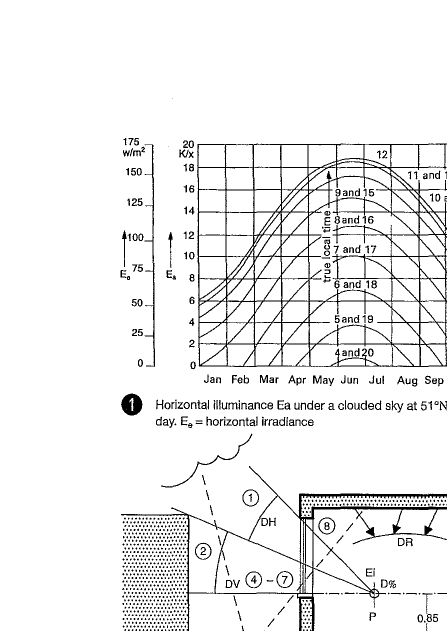 175
w/m²
150
125
100
Eₑ
75
50
25
0
20
K/x
18
16
14
12
10
Eₐ
8
6
4
2
0
12
11 and 1
10 a
9 and 15
8 and 16
7 and 17
6 and 18
5 and 19
4 and 20
true local time
Jan Feb Mar Apr May Jun Jul Aug Sep
1 Horizontal illuminance Ea under a clouded sky at 51°N
day. Eₑ = horizontal irradiance
1
DH
8
2
DR
DV 4 – 7
Ei
D%
P
0,85